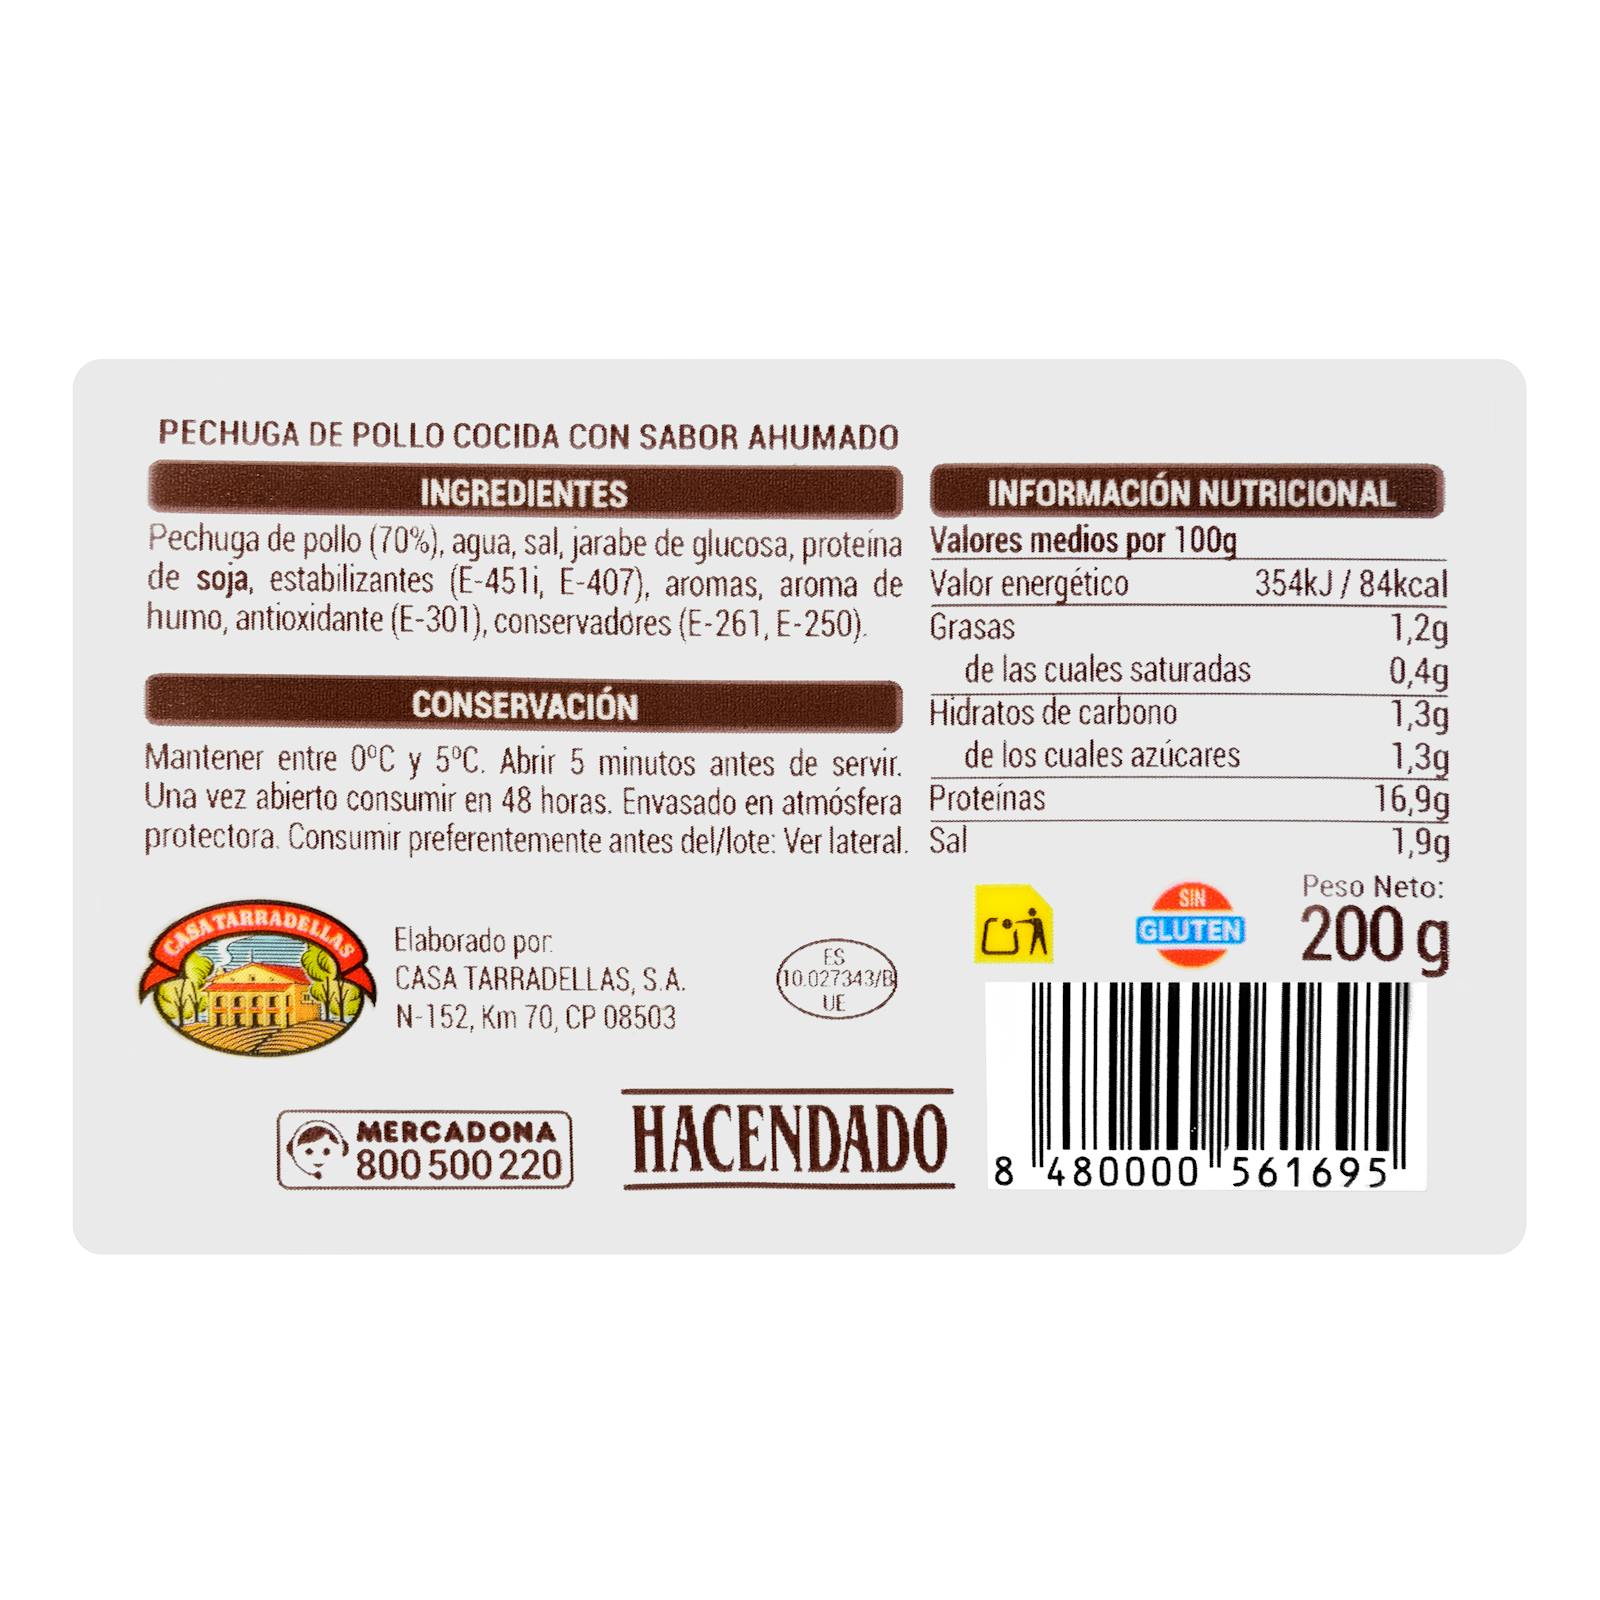 PECHUGA DE POLLO COCIDA CON SABOR AHUMADO
INGREDIENTES
Pechuga de pollo (70%), agua, sal, jarabe de glucosa, proteína
de soja, estabilizantes (E-451i, E-407), aromas, aroma de
humo, antioxidante (E-301), conservadores (E-261, E-250).
CONSERVACIÓN
Mantener entre 0ºC y 5ºC. Abrir 5 minutos antes de servir.
Una vez abierto consumir en 48 horas. Envasado en atmósfera
protectora. Consumir preferentemente antes del/lote: Ver lateral.
INFORMACIÓN NUTRICIONAL
Valores medios por 100g
Valor energético 354kJ / 84kcal
Grasas 1,2g
de las cuales saturadas 0,4g
Hidratos de carbono 1,3g
de los cuales azúcares 1,3g
Proteínas 16,9g
Sal 1,9g
CASA TARRADELLAS
Elaborado por:
CASA TARRADELLAS, S.A.
N-152, Km 70, CP 08503
ES
10.027343/B
UE
SIN
GLUTEN
Peso Neto:
200 g
MERCADONA
800 500 220
HACENDADO
8 480000 561695